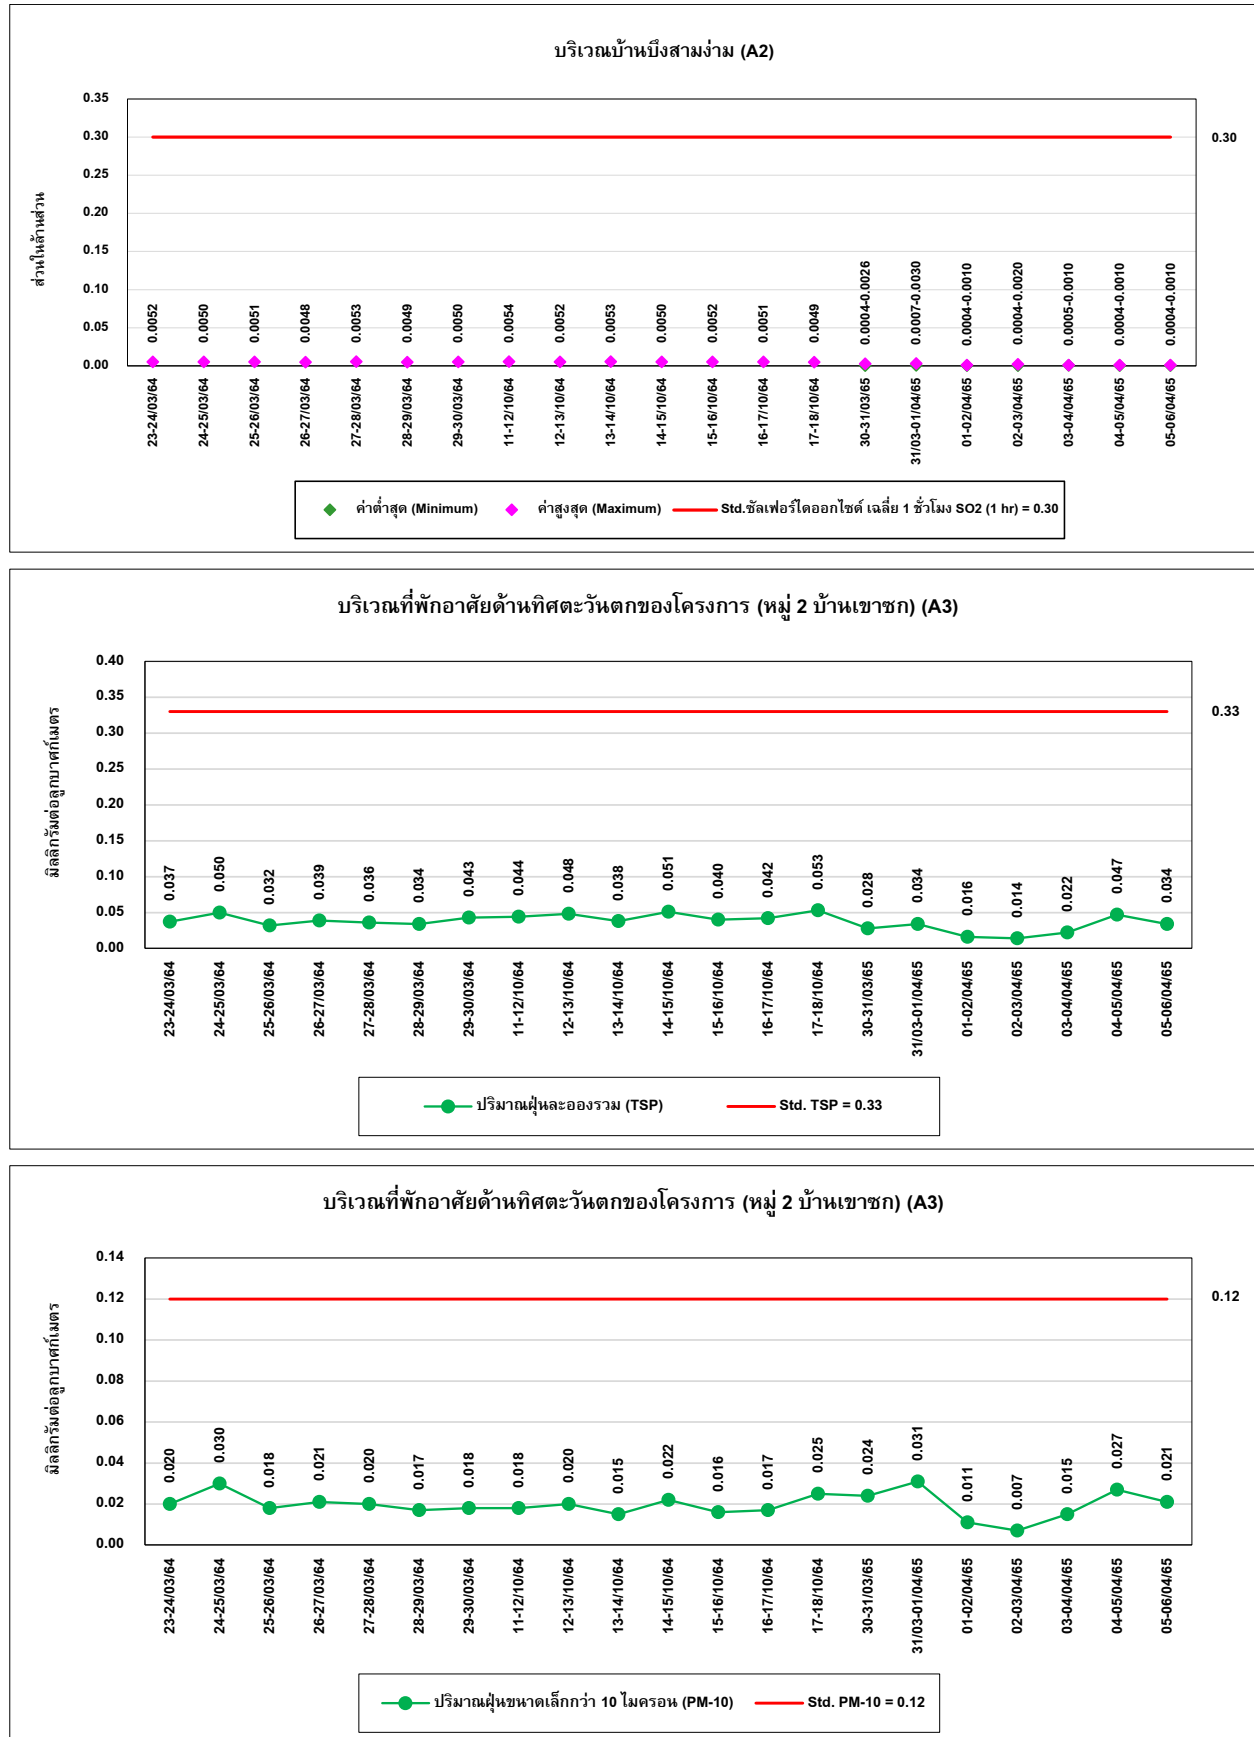 บริเวณบ้านบึงสามง่าม (A2)
ส่วนในล้านส่วน
0.35
0.30
0.25
0.20
0.15
0.10
0.05
0.00
0.30
0.0052 0.0050 0.0051 0.0048 0.0053 0.0049 0.0050 0.0054 0.0052 0.0053 0.0050 0.0052 0.0051 0.0049 0.0004-0.0026 0.0007-0.0030 0.0004-0.0010 0.0004-0.0020 0.0005-0.0010 0.0004-0.0010 0.0004-0.0010
23-24/03/64 24-25/03/64 25-26/03/64 26-27/03/64 27-28/03/64 28-29/03/64 29-30/03/64 11-12/10/64 12-13/10/64 13-14/10/64 14-15/10/64 15-16/10/64 16-17/10/64 17-18/10/64 30-31/03/65 31/03-01/04/65 01-02/04/65 02-03/04/65 03-04/04/65 04-05/04/65 05-06/04/65
ค่าต่ำสุด (Minimum) ค่าสูงสุด (Maximum) Std.ซัลเฟอร์ไดออกไซด์ เฉลี่ย 1 ชั่วโมง SO2 (1 hr) = 0.30
บริเวณที่พักอาศัยด้านทิศตะวันตกของโครงการ (หมู่ 2 บ้านเขาซก) (A3)
มิลลิกรัมต่อลูกบาศก์เมตร
0.40
0.35
0.30
0.25
0.20
0.15
0.10
0.05
0.00
0.33
0.037 0.050 0.032 0.039 0.036 0.034 0.043 0.044 0.048 0.038 0.051 0.040 0.042 0.053 0.028 0.034 0.016 0.014 0.022 0.047 0.034
23-24/03/64 24-25/03/64 25-26/03/64 26-27/03/64 27-28/03/64 28-29/03/64 29-30/03/64 11-12/10/64 12-13/10/64 13-14/10/64 14-15/10/64 15-16/10/64 16-17/10/64 17-18/10/64 30-31/03/65 31/03-01/04/65 01-02/04/65 02-03/04/65 03-04/04/65 04-05/04/65 05-06/04/65
ปริมาณฝุ่นละอองรวม (TSP) Std. TSP = 0.33
บริเวณที่พักอาศัยด้านทิศตะวันตกของโครงการ (หมู่ 2 บ้านเขาซก) (A3)
มิลลิกรัมต่อลูกบาศก์เมตร
0.14
0.12
0.10
0.08
0.06
0.04
0.02
0.00
0.12
0.020 0.030 0.018 0.021 0.020 0.017 0.018 0.018 0.020 0.015 0.022 0.016 0.017 0.025 0.024 0.031 0.011 0.007 0.015 0.027 0.021
23-24/03/64 24-25/03/64 25-26/03/64 26-27/03/64 27-28/03/64 28-29/03/64 29-30/03/64 11-12/10/64 12-13/10/64 13-14/10/64 14-15/10/64 15-16/10/64 16-17/10/64 17-18/10/64 30-31/03/65 31/03-01/04/65 01-02/04/65 02-03/04/65 03-04/04/65 04-05/04/65 05-06/04/65
ปริมาณฝุ่นขนาดเล็กกว่า 10 ไมครอน (PM-10) Std. PM-10 = 0.12